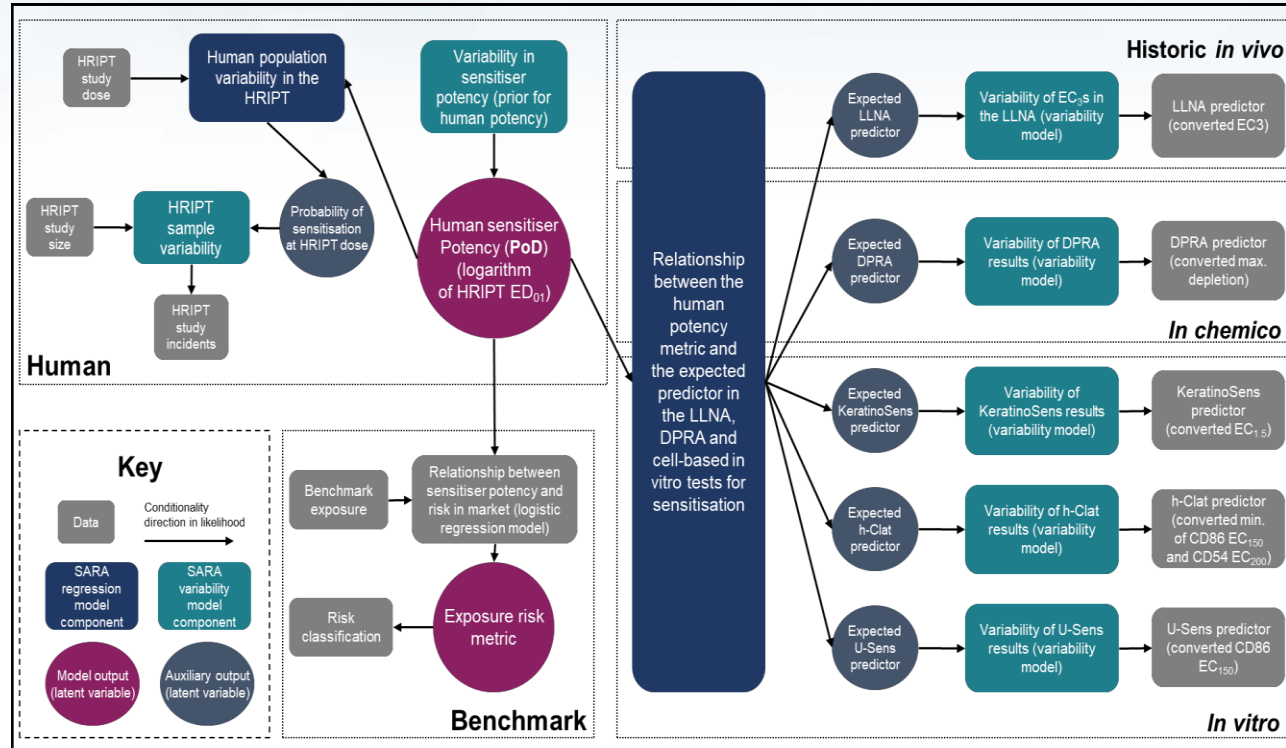 HRIPT
study
dose
Human population
variability in the
HRIPT
Variability in
sensitiser
potency (prior for
human potency)
HRIPT
study
size
HRIPT
sample
variability
Probability of
sensitisation
at HRIPT dose
Human sensitiser
Potency (PoD)
(logarithm
of HRIPT ED01)
HRIPT
study
incidents
Human
Key
Data
Conditionality
direction in likelihood
SARA
regression
model
component
SARA
variability
model
component
Model output
(latent variable)
Auxiliary output
(latent variable)
Benchmark
exposure
Relationship between
sensitiser potency and
risk in market (logistic
regression model)
Risk
classification
Exposure risk
metric
Benchmark
Relationship
between the
human
potency
metric and
the expected
predictor in
the LLNA,
DPRA and
cell-based in
vitro tests for
sensitisation
Historic in vivo
Expected
LLNA
predictor
Variability of EC3s in
the LLNA (variability
model)
LLNA predictor
(converted EC3)
Expected
DPRA
predictor
Variability of DPRA
results (variability
model)
DPRA predictor
(converted max.
depletion)
In chemico
Expected
KeratinoSens
predictor
Variability of
KeratinoSens results
(variability model)
KeratinoSens
predictor
(converted EC1.5)
Expected
h-Clat
predictor
Variability of h-Clat
results (variability
model)
h-Clat predictor
(converted min.
of CD86 EC150
and CD54 EC200)
Expected
U-Sens
predictor
Variability of U-Sens
results (variability
model)
U-Sens predictor
(converted CD86
EC150)
In vitro